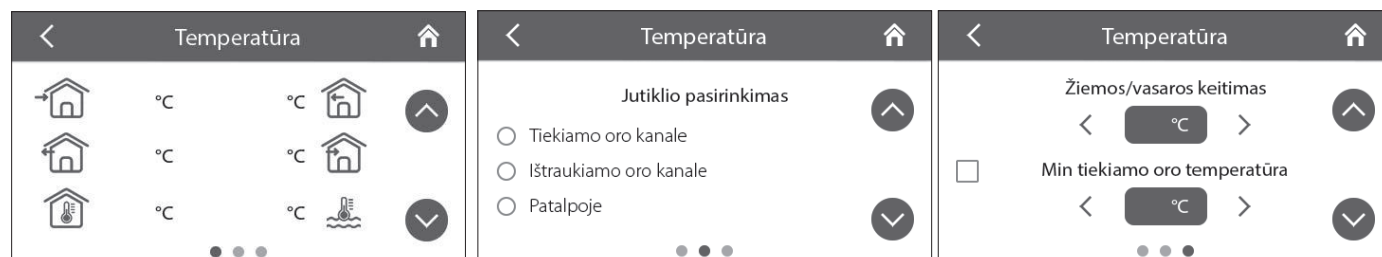 Temperatūra
°C °C
°C °C
°C °C
Temperatūra
Jutiklio pasirinkimas
Tiekiamo oro kanale
Ištraukiamo oro kanale
Patalpoje
Temperatūra
Žiemos/vasaros keitimas
°C
Min tiekiamo oro temperatūra
°C